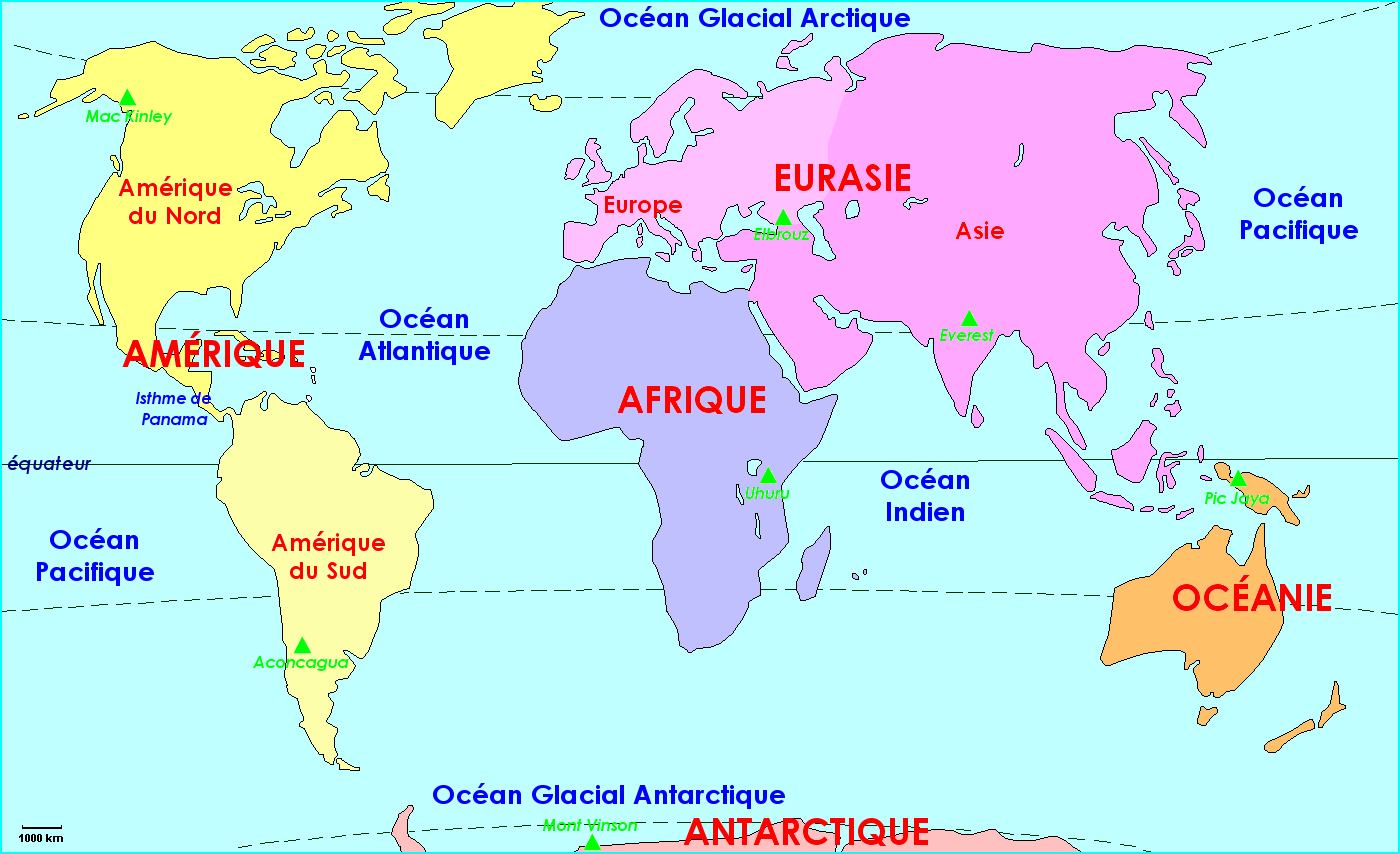 Océan Glacial Arctique
Mac Kinley
Amérique
du Nord
EURASIE
Europe
Elbrouz
Asie
Océan
Pacifique
Océan
Atlantique
Everest
AMÉRIQUE
Isthme de
Panama
AFRIQUE
équateur
Uhuru
Océan
Indien
Pic Jaya
Océan
Pacifique
Amérique
du Sud
OCÉANIE
Aconcagua
Océan Glacial Antarctique
Mont Vinson
ANTARCTIQUE
1000 km